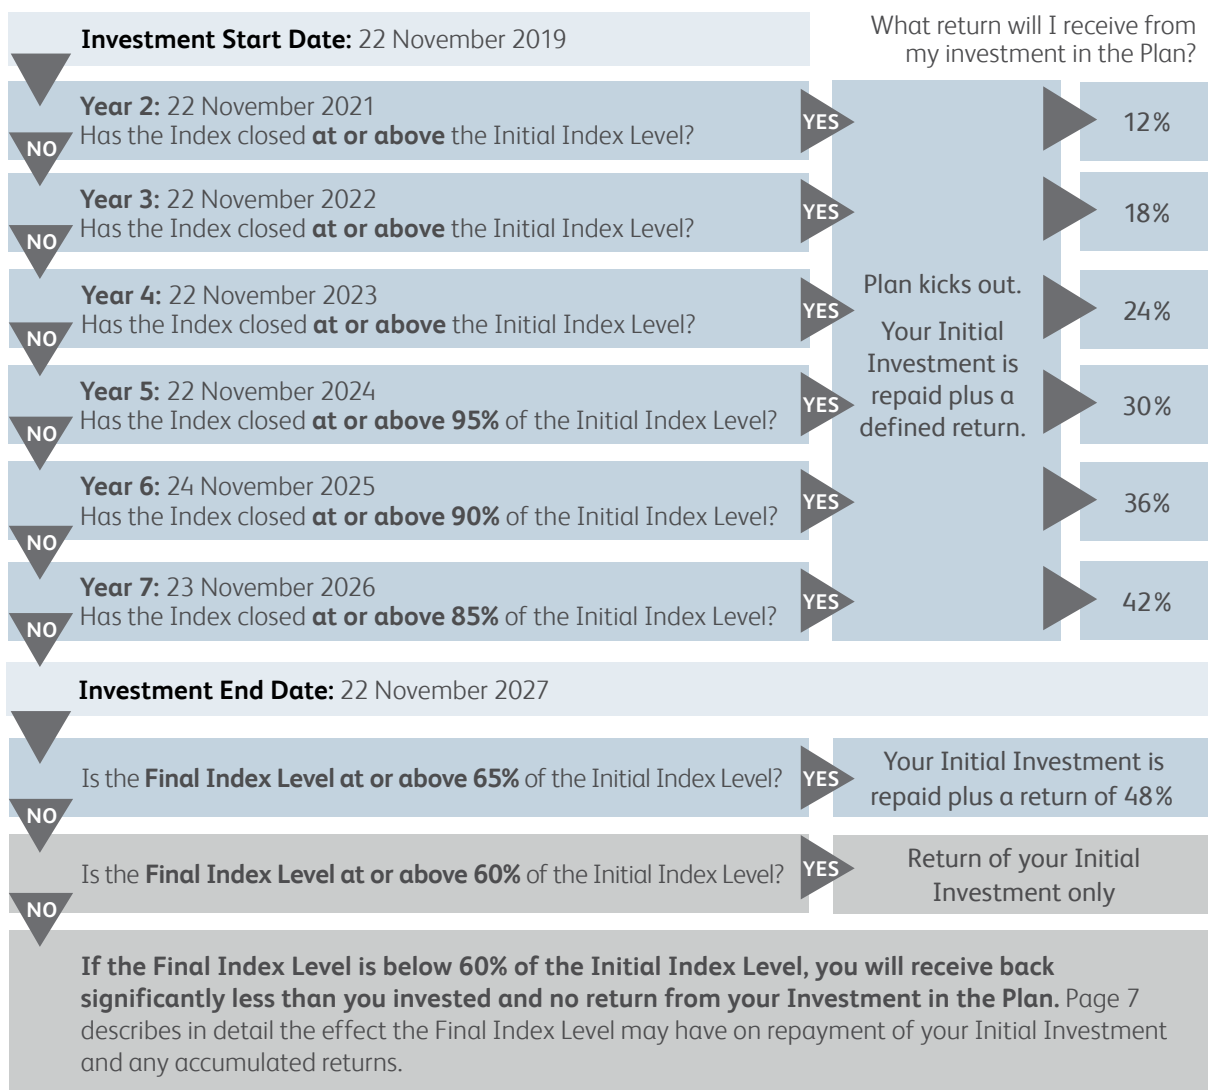 What return will I receive from
my investment in the Plan?
Investment Start Date: 22 November 2019
Year 2: 22 November 2021
Has the Index closed at or above the Initial Index Level?
YES
12%
NO
Year 3: 22 November 2022
Has the Index closed at or above the Initial Index Level?
YES
18%
NO
Year 4: 22 November 2023
Has the Index closed at or above the Initial Index Level?
YES
24%
NO
Plan kicks out.
Your Initial
Investment is
repaid plus a
defined return.
Year 5: 22 November 2024
Has the Index closed at or above 95% of the Initial Index Level?
YES
30%
NO
Year 6: 24 November 2025
Has the Index closed at or above 90% of the Initial Index Level?
YES
36%
NO
Year 7: 23 November 2026
Has the Index closed at or above 85% of the Initial Index Level?
YES
42%
NO
Investment End Date: 22 November 2027
Is the Final Index Level at or above 65% of the Initial Index Level?
YES
Your Initial Investment is
repaid plus a return of 48%
NO
Is the Final Index Level at or above 60% of the Initial Index Level?
YES
Return of your Initial
Investment only
NO
If the Final Index Level is below 60% of the Initial Index Level, you will receive back
significantly less than you invested and no return from your Investment in the Plan. Page 7
describes in detail the effect the Final Index Level may have on repayment of your Initial Investment
and any accumulated returns.